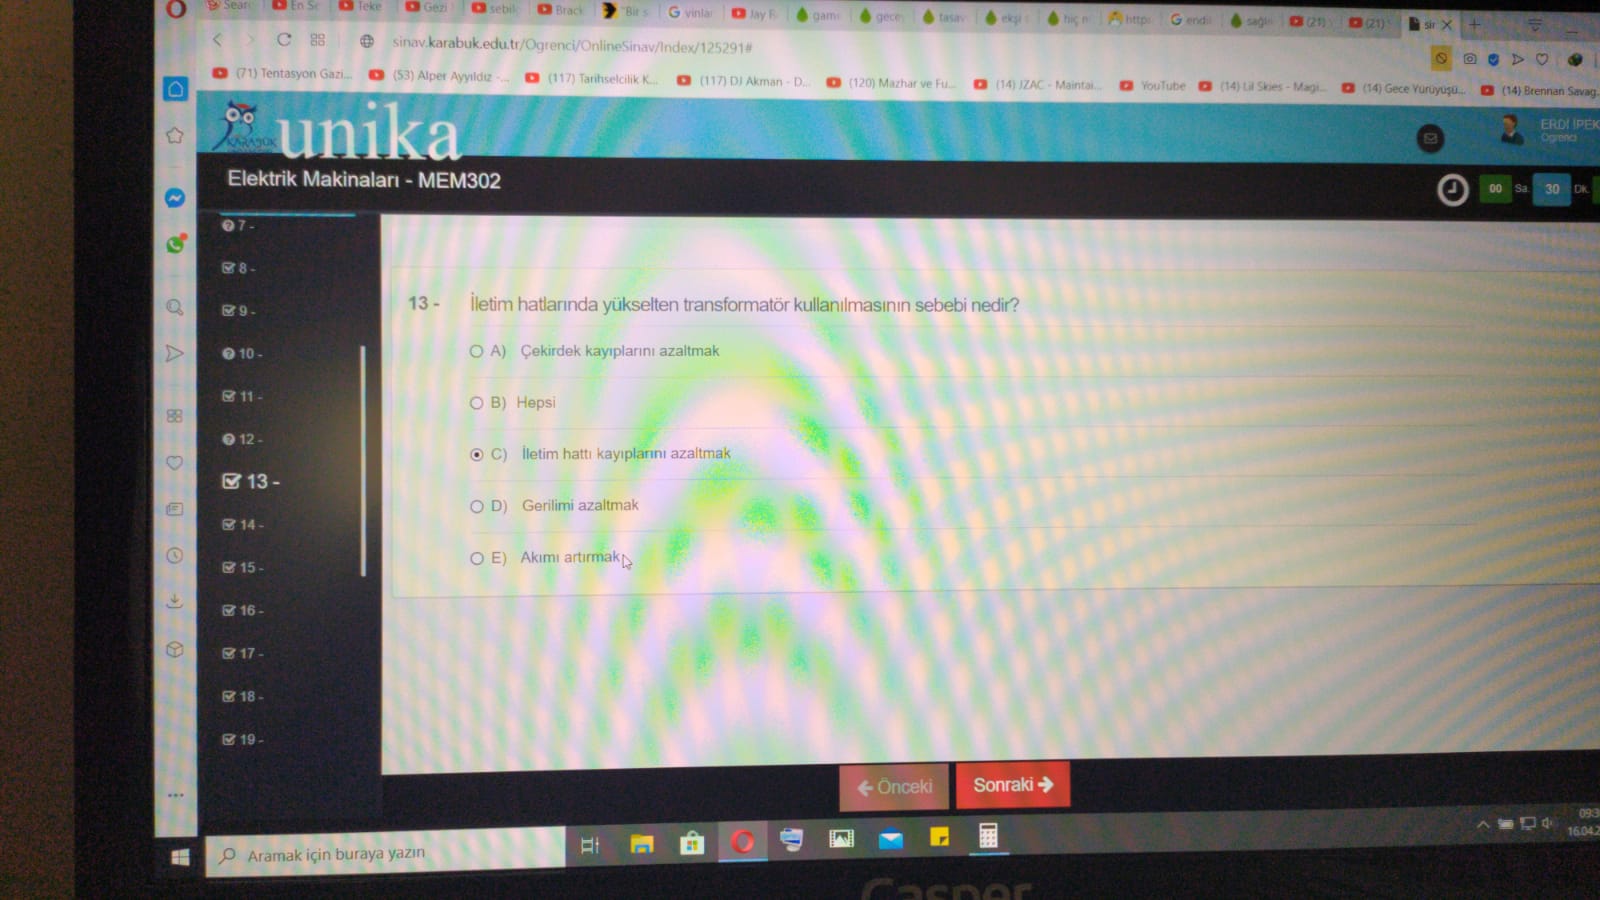 En Se
Teke
Gezi
sebil
Brack
"Bir s
vinlar
Jay R
game
gece
tasav
ekşi s
hiç n
https
endi
sağlı
(21)
(21)
sir
sinav.karabuk.edu.tr/Ogrenci/OnlineSinav/Index/125291#
(71) Tentasyon Gazi...
(53) Alper Ayyıldız -...
(117) Tarihselcilik K...
(117) DJ Akman - D...
(120) Mazhar ve Fu...
(14) JZAC - Maintai...
YouTube
(14) Lil Skies - Magi...
(14) Gece Yürüyüşü...
(14) Brennan Savag...
KARABÜK
unika
ERDİ İPEK
Öğrenci
Elektrik Makinaları - MEM302
00 Sa. 30 Dk.
7 -
8 -
9 -
10 -
11 -
12 -
13 -
14 -
15 -
16 -
17 -
18 -
19 -
13 - İletim hatlarında yükselten transformatör kullanılmasının sebebi nedir?
A) Çekirdek kayıplarını azaltmak
B) Hepsi
C) İletim hattı kayıplarını azaltmak
D) Gerilimi azaltmak
E) Akımı artırmak
Önceki
Sonraki
Aramak için buraya yazın
09:3
16.04.2
Casper